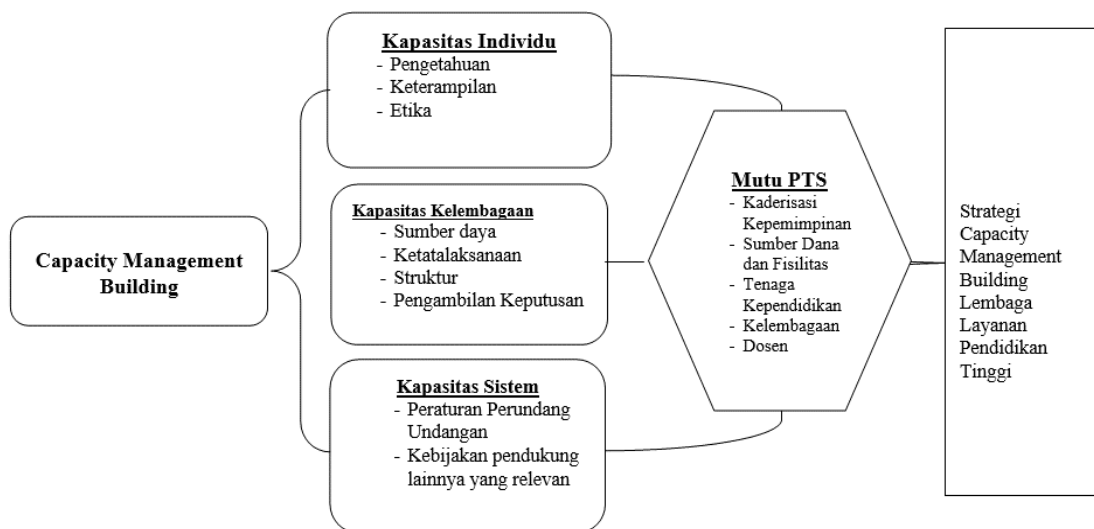 Capacity Management
Building
Kapasitas Individu
- Pengetahuan
- Keterampilan
- Etika
Kapasitas Kelembagaan
- Sumber daya
- Ketatalaksanaan
- Struktur
- Pengambilan Keputusan
Kapasitas Sistem
- Peraturan Perundang
Undangan
- Kebijakan pendukung
lainnya yang relevan
Mutu PTS
- Kaderisasi
Kepemimpinan
- Sumber Dana
dan Fisilitas
- Tenaga
Kependidikan
- Kelembagaan
- Dosen
Strategi
Capacity
Management
Building
Lembaga
Layanan
Pendidikan
Tinggi